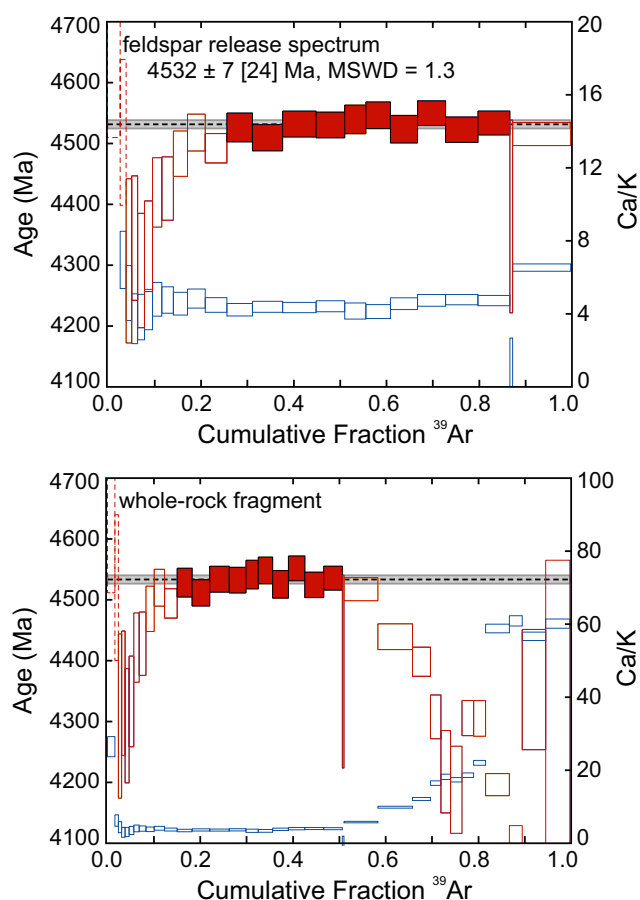 feldspar release spectrum
4532 ± 7 [24] Ma, MSWD = 1.3
Age (Ma)
4700
4600
4500
4400
4300
4200
4100
20
16
12
8
4
0
Ca/K
0.0 0.2 0.4 0.6 0.8 1.0
Cumulative Fraction ³⁹Ar
whole-rock fragment
Age (Ma)
4700
4600
4500
4400
4300
4200
4100
100
80
60
40
20
0
Ca/K
0.0 0.2 0.4 0.6 0.8 1.0
Cumulative Fraction ³⁹Ar